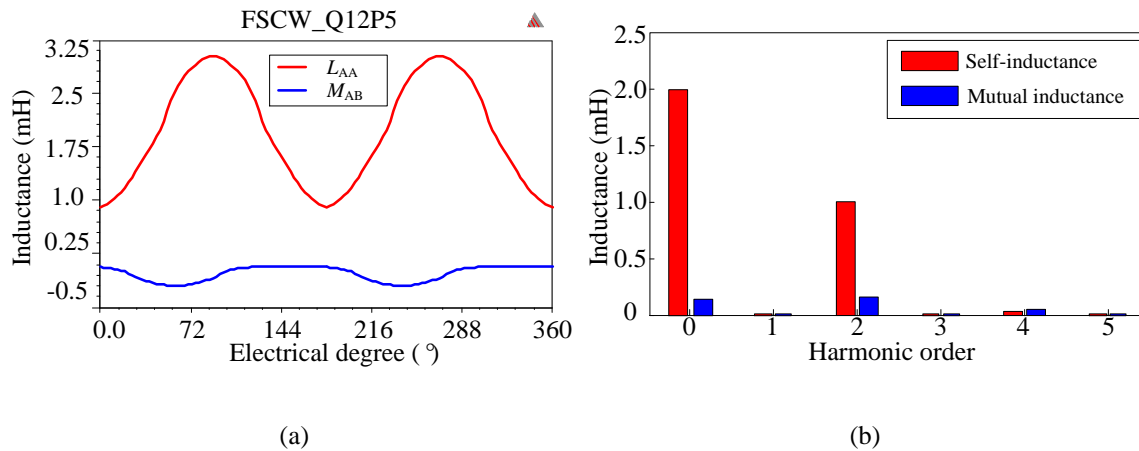 FSCW_Q12P5
3.25
2.5
1.75
1.0
0.25
-0.5
Inductance (mH)
L_AA
M_AB
0.0 72 144 216 288 360
Electrical degree ( °)
(a)
2.5
2.0
1.5
1.0
0.5
0
Inductance (mH)
Self-inductance
Mutual inductance
0 1 2 3 4 5
Harmonic order
(b)